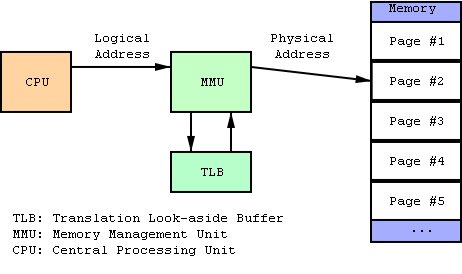 Memory
Logical
Address
Physical
Address
Page #1
CPU
MMU
Page #2
Page #3
Page #4
TLB
Page #5
...
TLB: Translation Look-aside Buffer
MMU: Memory Management Unit
CPU: Central Processing Unit